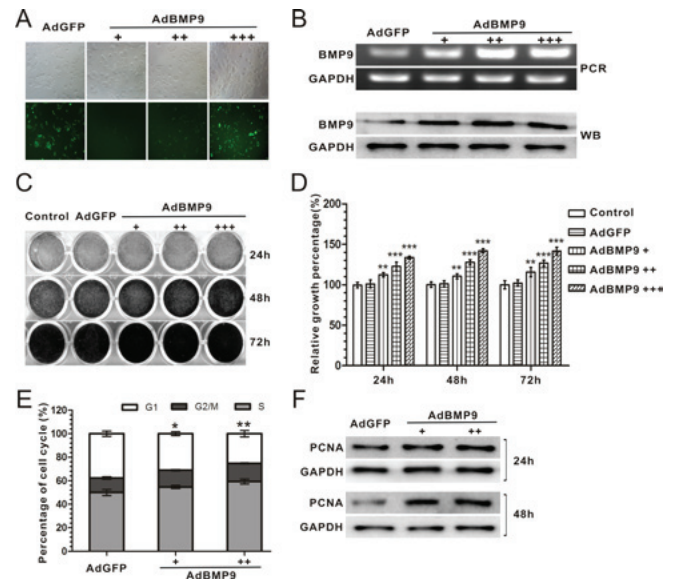 A
AdGFP AdBMP9
+ ++ +++
B
AdGFP AdBMP9
+ ++ +++
BMP9
GAPDH
PCR
BMP9
GAPDH
WB
C
Control AdGFP AdBMP9
+ ++ +++
24h
48h
72h
D
Relative growth percentage(%)
200
150
100
50
0
** *** ***
** *** ***
** *** ***
24h 48h 72h
Control
AdGFP
AdBMP9 +
AdBMP9 ++
AdBMP9 +++
E
G1 G2/M S
Percentage of cell cycle (%)
120
100
80
60
40
20
0
* **
AdGFP + ++
AdBMP9
F
AdGFP AdBMP9
+ ++
PCNA
GAPDH
24h
PCNA
GAPDH
48h